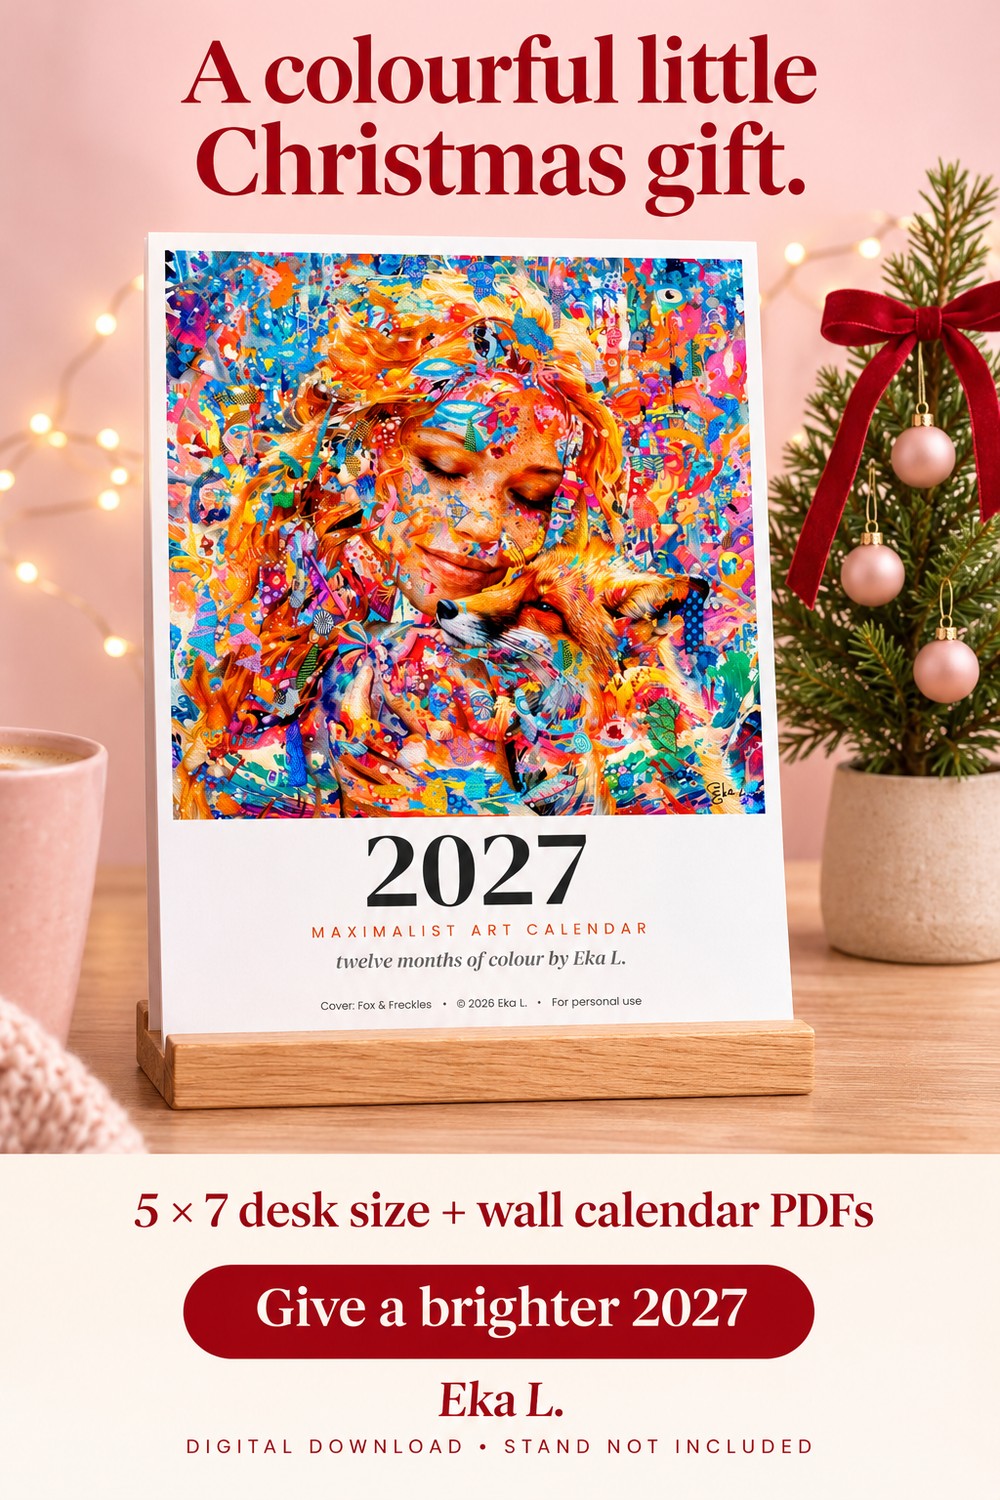 A colourful little
Christmas gift.
Eka L.
2027
MAXIMALIST ART CALENDAR
twelve months of colour by Eka L.
Cover: Fox & Freckles • © 2026 Eka L. • For personal use
5 × 7 desk size + wall calendar PDFs
Give a brighter 2027
Eka L.
DIGITAL DOWNLOAD • STAND NOT INCLUDED